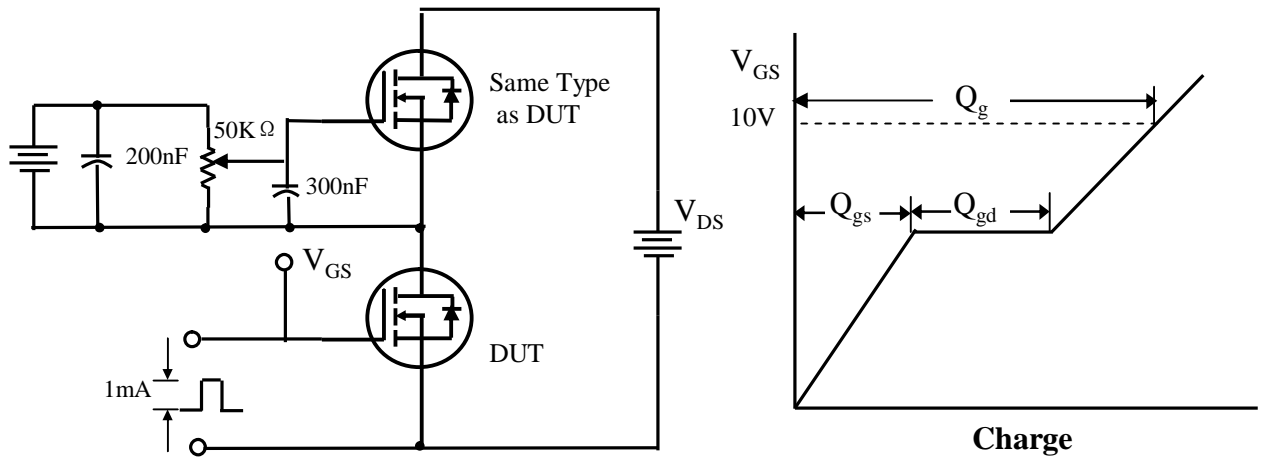 Same Type
as DUT
50KΩ
200nF
300nF
V_DS
V_GS
DUT
1mA
V_GS
10V
Q_g
Q_gs
Q_gd
Charge